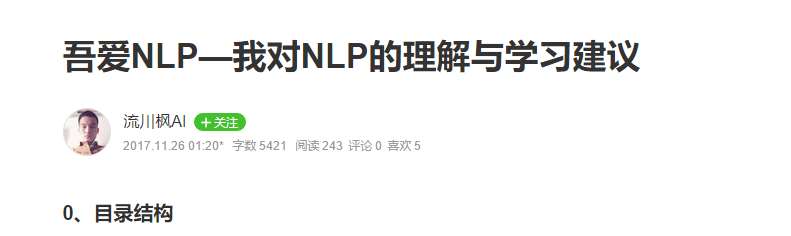 吾爱NLP—我对NLP的理解与学习建议
流川枫AI +关注
2017.11.26 01:20* 字数 5421 阅读 243 评论 0 喜欢 5
0、目录结构